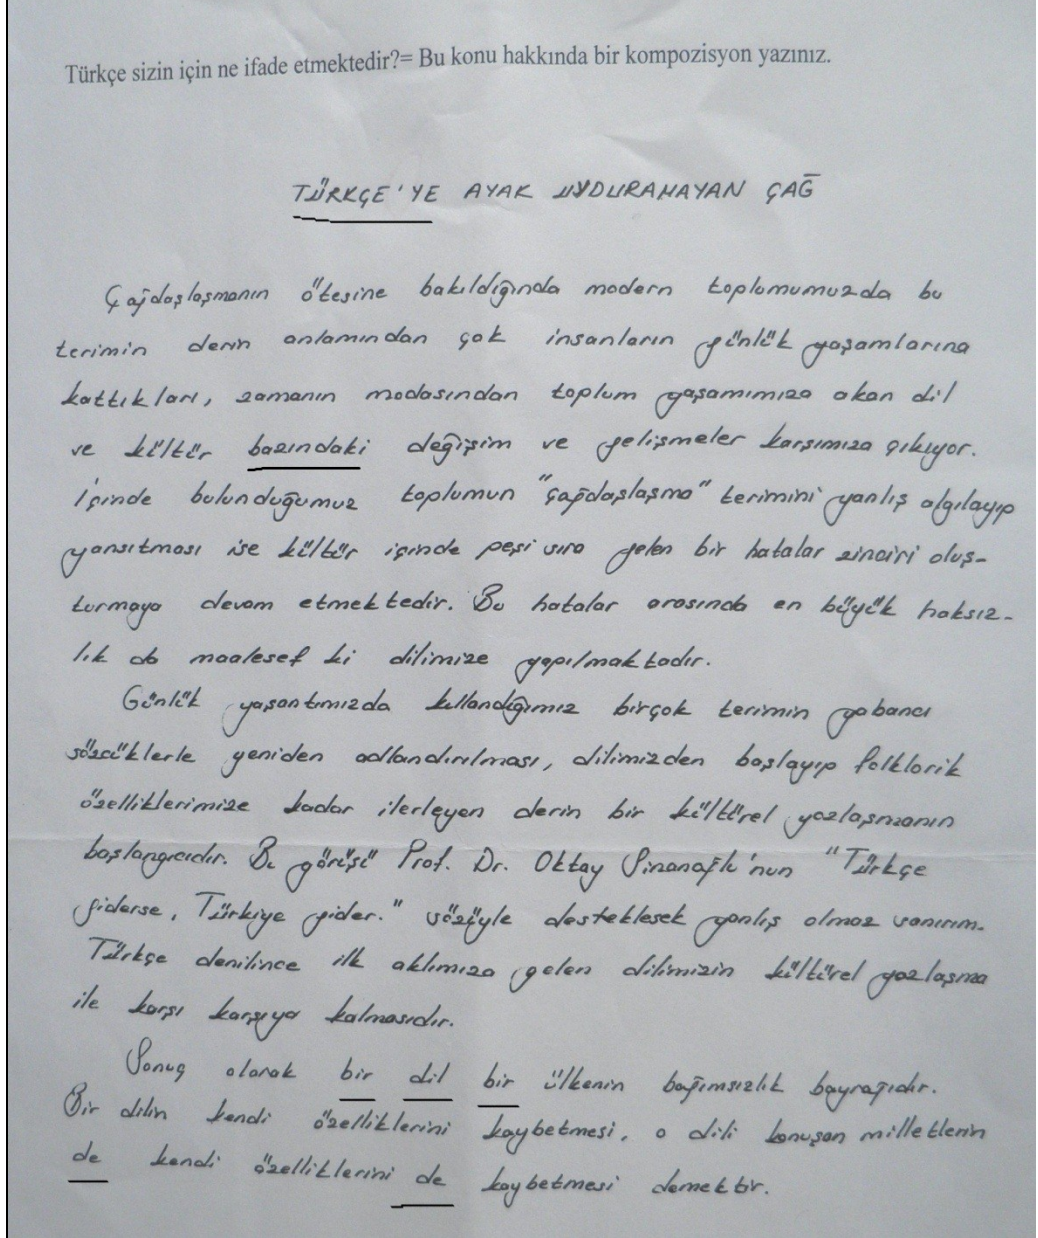 Türkçe sizin için ne ifade etmektedir?= Bu konu hakkında bir kompozisyon yazınız.
TÜRKÇE'YE AYAK UYDURAMAYAN ÇAĞ
Çağdaşlaşmanın ötesine bakıldığında modern toplumumuzda bu
terimin derin anlamından çok insanların günlük yaşamlarına
kattıkları, zamanın modasından toplum yaşamımıza akan dil
ve kültür bazındaki değişim ve gelişmeler karşımıza çıkıyor.
İçinde bulunduğumuz toplumun "çağdaşlaşma" terimini yanlış algılayıp
yansıtması ise kültür içinde peşi sıra gelen bir hatalar zinciri oluş-
turmaya devam etmektedir. Bu hatalar arasında en büyük haksız-
lık da maalesef ki dilimize yapılmaktadır.
Günlük yaşantımızda kullandığımız birçok terimin yabancı
sözcüklerle yeniden adlandırılması, dilimizden başlayıp folklorik
özelliklerimize kadar ilerleyen derin bir kültürel yozlaşmanın
başlangıcıdır. Bu görüşü Prof. Dr. Oktay Sinanoğlu'nun "Türkçe
giderse, Türkiye gider." sözüyle desteklesek yanlış olmaz sanırım.
Türkçe denilince ilk aklımıza gelen dilimizin kültürel yozlaşma
ile karşı karşıya kalmasıdır.
Sonuç olarak bir dil bir ülkenin bağımsızlık bayrağıdır.
Bir dilin kendi özelliklerini kaybetmesi, o dili konuşan milletlerin
de kendi özelliklerini de kaybetmesi demektir.